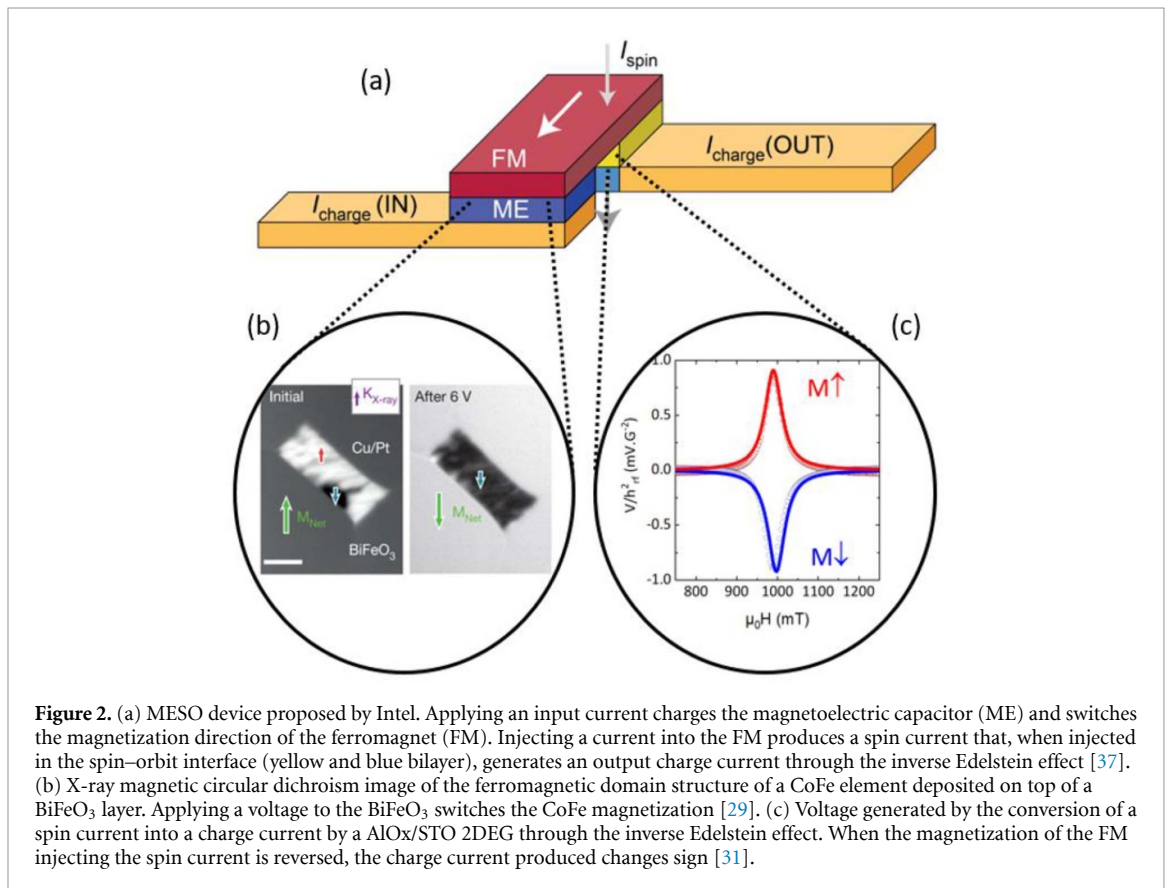 (a)
I_spin
FM
ME
I_charge (IN)
I_charge(OUT)
(b)
Initial
K_X-ray
Cu/Pt
M_Net
BiFeO₃
After 6 V
M_Net
(c)
1.0
0.5
0.0
-0.5
-1.0
V/h²_rf (mV.G⁻²)
M↑
M↓
800 900 1000 1100 1200
µ₀H (mT)
Figure 2. (a) MESO device proposed by Intel. Applying an input current charges the magnetoelectric capacitor (ME) and switches
the magnetization direction of the ferromagnet (FM). Injecting a current into the FM produces a spin current that, when injected
in the spin–orbit interface (yellow and blue bilayer), generates an output charge current through the inverse Edelstein effect [37].
(b) X-ray magnetic circular dichroism image of the ferromagnetic domain structure of a CoFe element deposited on top of a
BiFeO₃ layer. Applying a voltage to the BiFeO₃ switches the CoFe magnetization [29]. (c) Voltage generated by the conversion of a
spin current into a charge current by a AlOx/STO 2DEG through the inverse Edelstein effect. When the magnetization of the FM
injecting the spin current is reversed, the charge current produced changes sign [31].